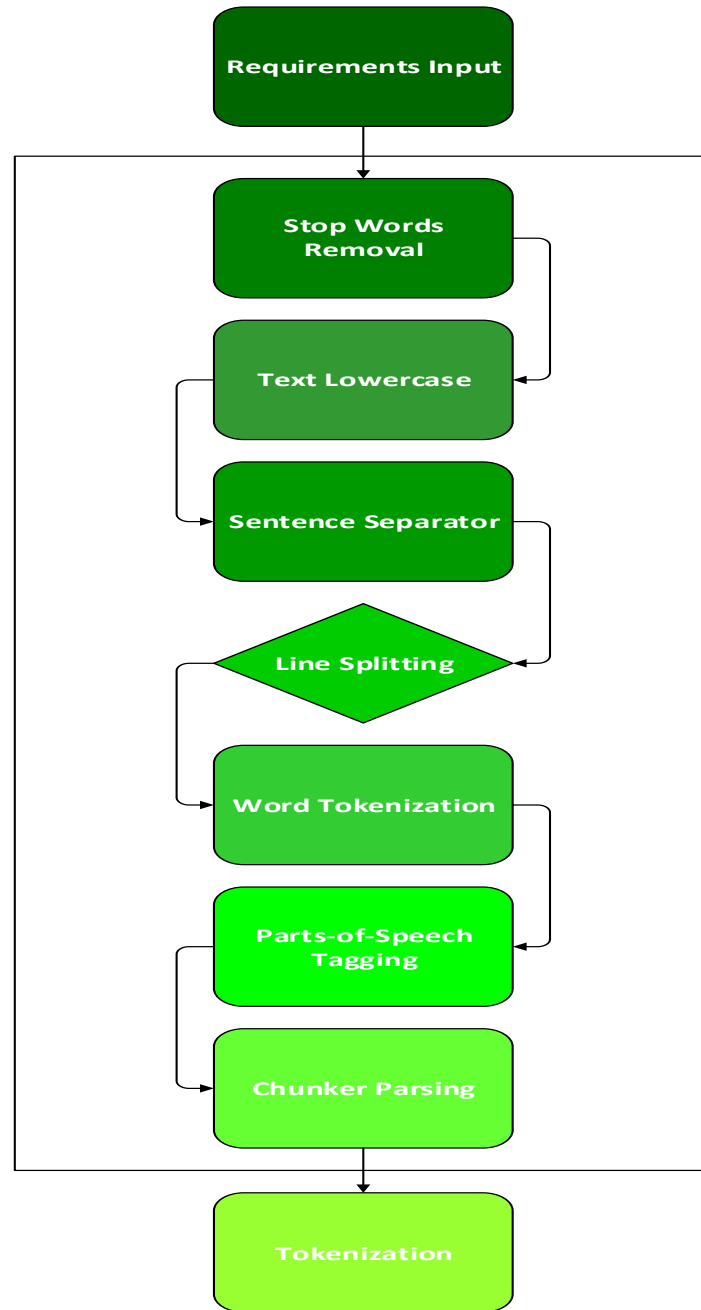 Requirements Input
Stop Words
Removal
Text Lowercase
Sentence Separator
Line Splitting
Word Tokenization
Parts-of-Speech
Tagging
Chunker Parsing
Tokenization